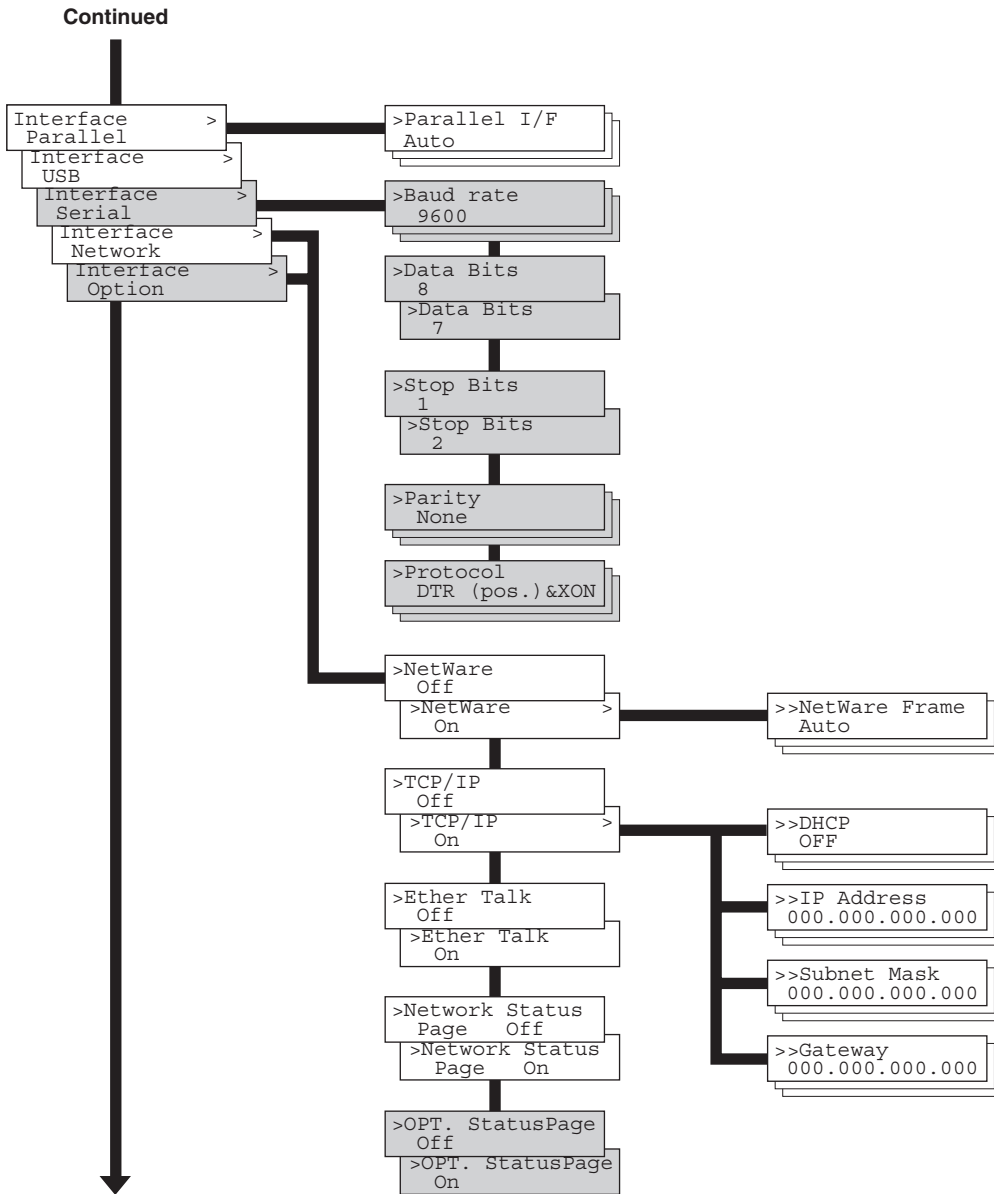 Continued
Interface >
Parallel
Interface >
USB
Interface >
Serial
Interface >
Network
Interface >
Option
>Parallel I/F
Auto
>Baud rate
9600
>Data Bits
8
>Data Bits
7
>Stop Bits
1
>Stop Bits
2
>Parity
None
>Protocol
DTR (pos.)&XON
>NetWare
Off
>NetWare >
On
>>NetWare Frame
Auto
>TCP/IP
Off
>TCP/IP >
On
>>DHCP
OFF
>>IP Address
000.000.000.000
>>Subnet Mask
000.000.000.000
>>Gateway
000.000.000.000
>Ether Talk
Off
>Ether Talk
On
>Network Status
Page Off
>Network Status
Page On
>OPT. StatusPage
Off
>OPT. StatusPage
On